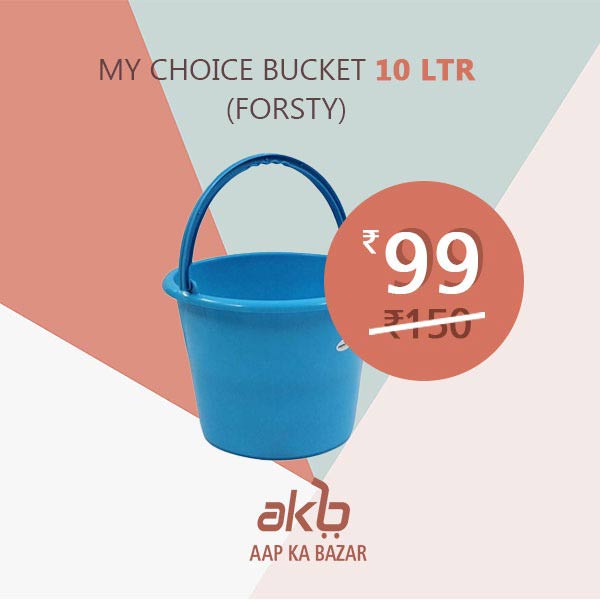 MY CHOICE BUCKET 10 LTR
(FORSTY)
₹99
₹150
akb
AAP KA BAZAR